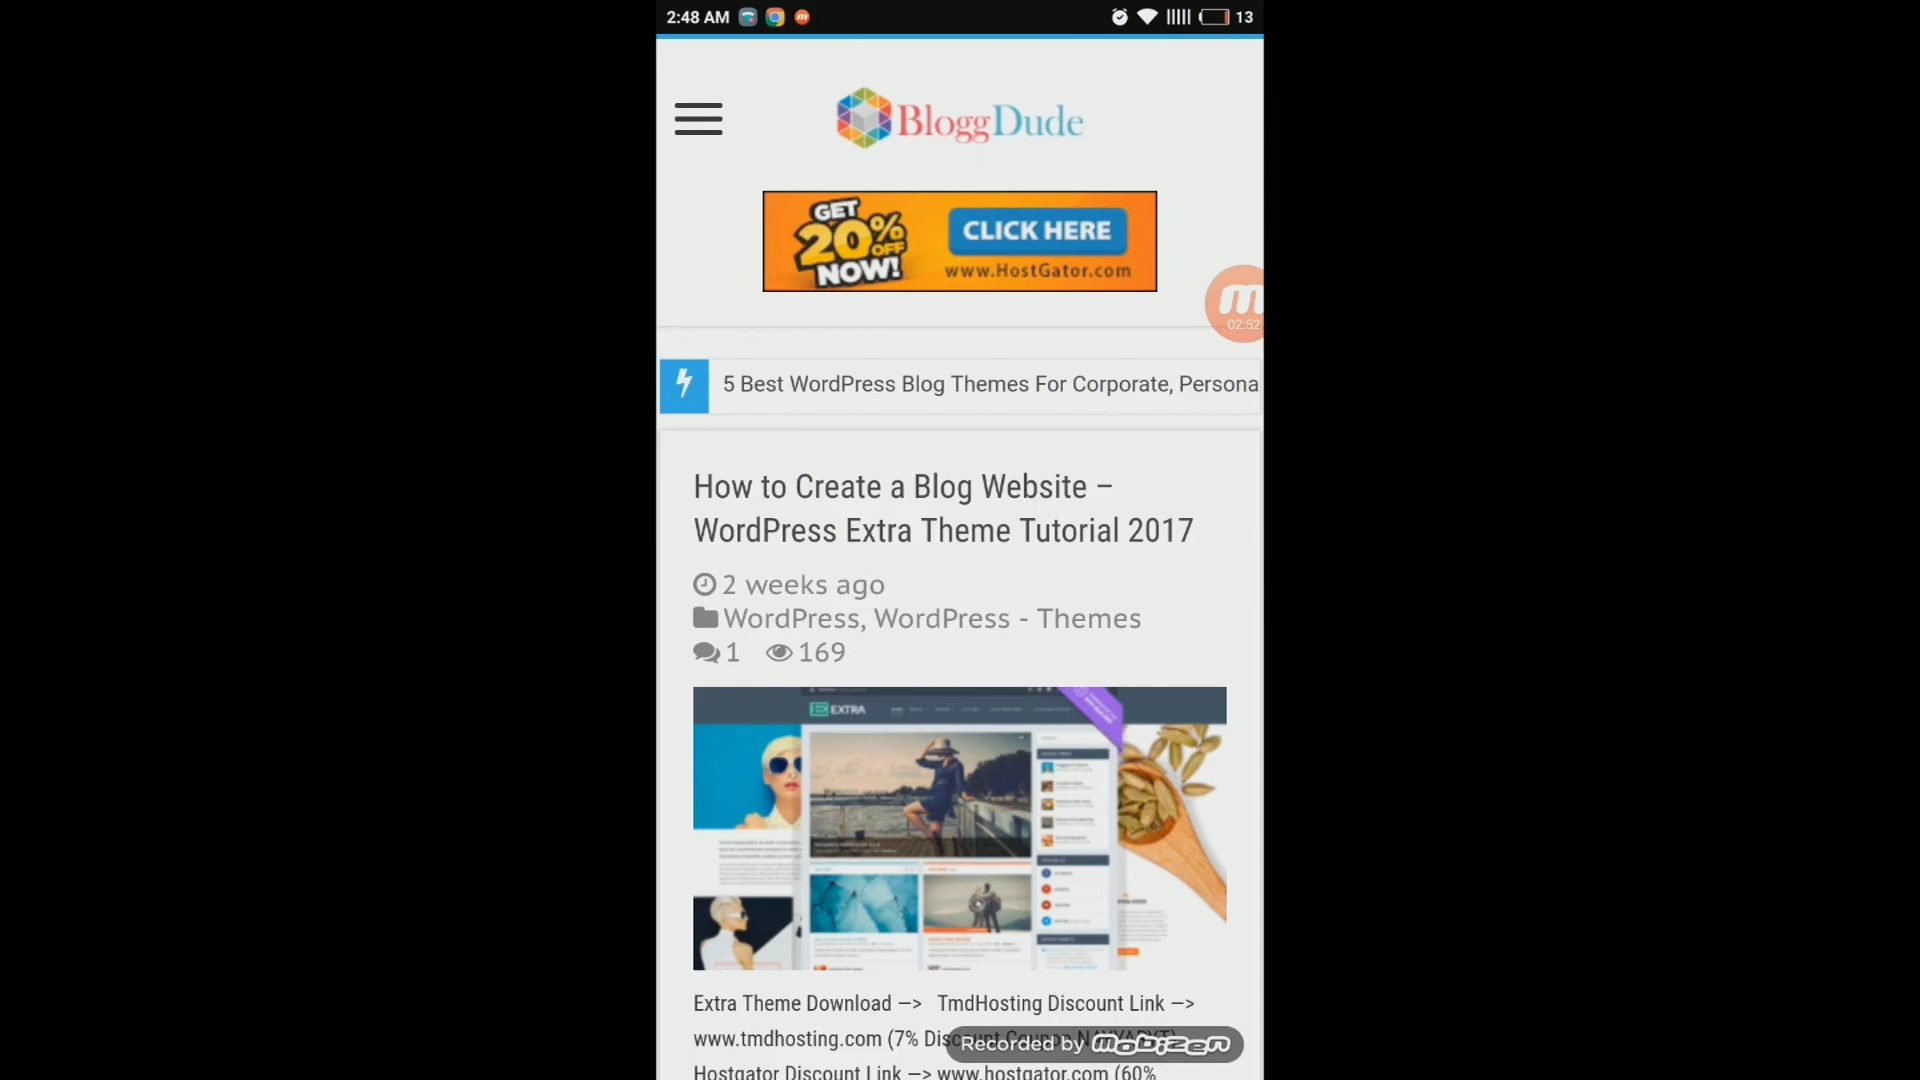 2:48 AM
13
BloggDude
GET
20% OFF
NOW!
CLICK HERE
www.HostGator.com
02:52
5 Best WordPress Blog Themes For Corporate, Persona
How to Create a Blog Website –
WordPress Extra Theme Tutorial 2017
2 weeks ago
WordPress, WordPress - Themes
1 169
EXTRA
Extra Theme Download —> TmdHosting Discount Link —>
www.tmdhosting.com (7% Discount Coupon
Recorded by mobizen
Hostgator Discount Link —> www.hostgator.com (60%